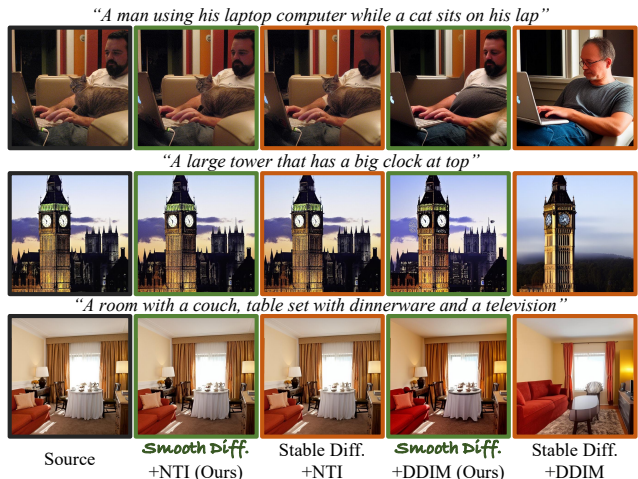 “A man using his laptop computer while a cat sits on his lap”
“A large tower that has a big clock at top”
“A room with a couch, table set with dinnerware and a television”
Source
Smooth Diff.
+NTI (Ours)
Stable Diff.
+NTI
Smooth Diff.
+DDIM (Ours)
Stable Diff.
+DDIM